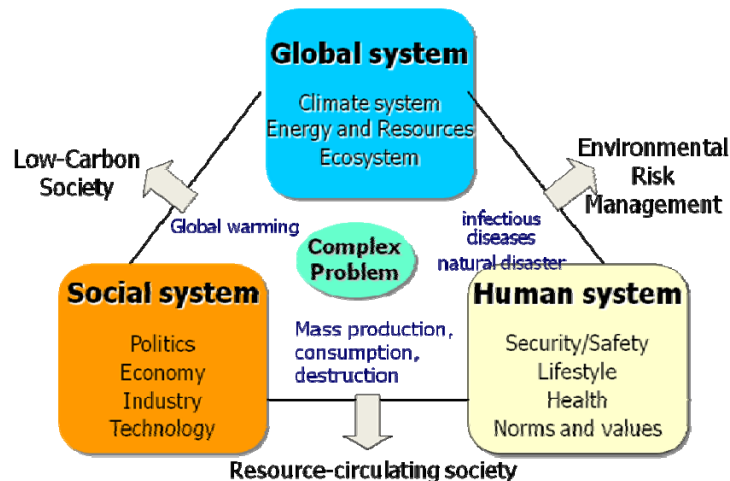 Global system
Climate system
Energy and Resources
Ecosystem
Low-Carbon
Society
Environmental
Risk
Management
Global warming
infectious
diseases
natural disaster
Complex
Problem
Social system
Politics
Economy
Industry
Technology
Mass production,
consumption,
destruction
Human system
Security/Safety
Lifestyle
Health
Norms and values
Resource-circulating society